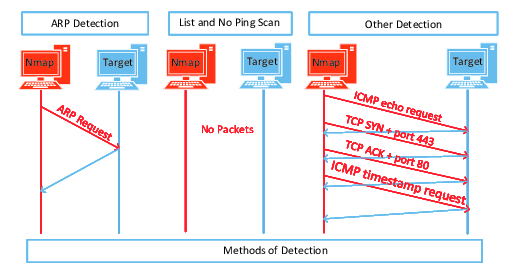 ARP Detection
List and No Ping Scan
Other Detection
Nmap
Target
Nmap
Target
Nmap
Target
ARP Request
No Packets
ICMP echo request
TCP SYN + port 443
TCP ACK + port 80
ICMP timestamp request
Methods of Detection